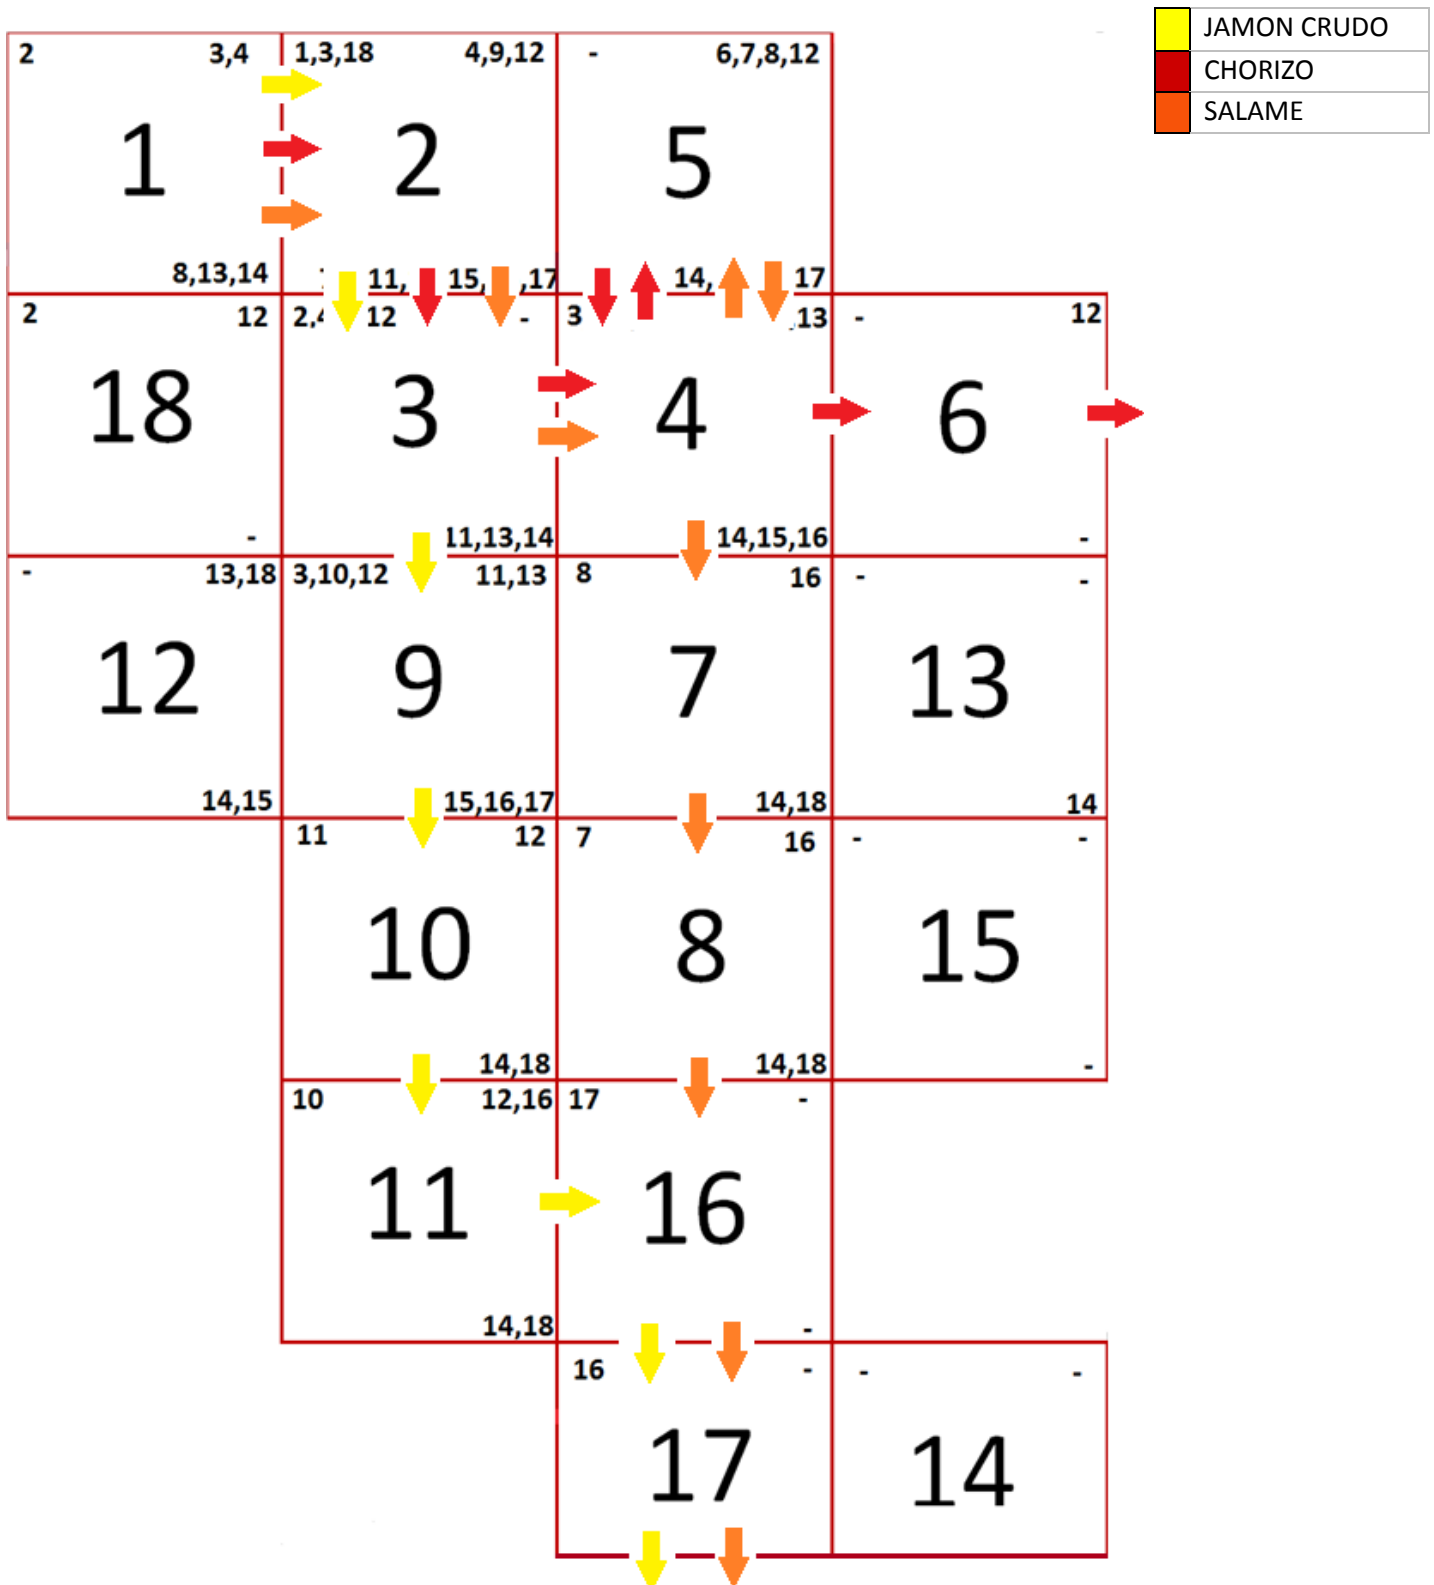 JAMON CRUDO
CHORIZO
SALAME
2 3,4 1,3,18 4,9,12 - 6,7,8,12
1 2 5
8,13,14 11, 15, ,17 14, 17
2 12 2,4 12 - 3 13 - 12
18 3 4 6
- 11,13,14 14,15,16 -
- 13,18 3,10,12 11,13 8 16 - -
12 9 7 13
14,15 15,16,17 14,18 14
11 12 7 16 - -
10 8 15
14,18 14,18 -
10 12,16 17 -
11 16
14,18 -
16 - - -
17 14